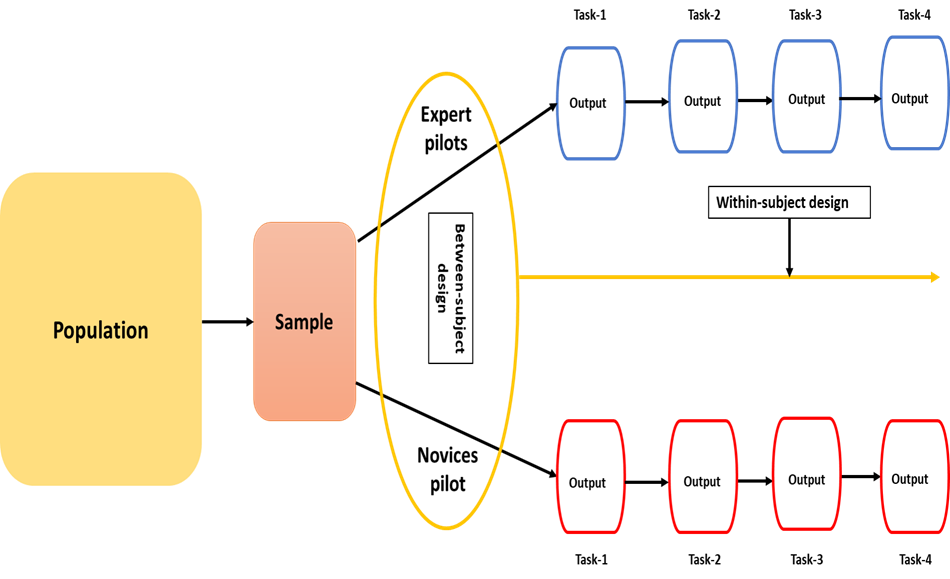 Task-1
Task-2
Task-3
Task-4
Output
Output
Output
Output
Expert
pilots
Within-subject design
Between-subject
design
Population
Sample
Novices
pilot
Output
Output
Output
Output
Task-1
Task-2
Task-3
Task-4